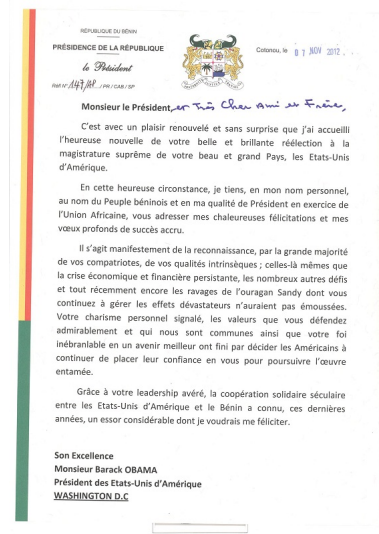 RÉPUBLIQUE DU BÉNIN
PRÉSIDENCE DE LA RÉPUBLIQUE
le Président
Réf N° 147/08 / PR / CAB / SP
Cotonou, le 07 NOV 2012
Monsieur le Président, et Très Cher Ami et Frère,
C'est avec un plaisir renouvelé et sans surprise que j'ai accueilli
l'heureuse nouvelle de votre belle et brillante réélection à la
magistrature suprême de votre beau et grand Pays, les Etats-Unis
d'Amérique.
En cette heureuse circonstance, je tiens, en mon nom personnel,
au nom du Peuple béninois et en ma qualité de Président en exercice de
l'Union Africaine, vous adresser mes chaleureuses félicitations et mes
vœux profonds de succès accru.
Il s'agit manifestement de la reconnaissance, par la grande majorité
de vos compatriotes, de vos qualités intrinsèques ; celles-là mêmes que
la crise économique et financière persistante, les nombreux autres défis
et tout récemment encore les ravages de l'ouragan Sandy dont vous
continuez à gérer les effets dévastateurs n'auraient pas émoussées.
Votre charisme personnel signalé, les valeurs que vous défendez
admirablement et qui nous sont communes ainsi que votre foi
inébranlable en un avenir meilleur ont fini par décider les Américains à
continuer de placer leur confiance en vous pour poursuivre l'œuvre
entamée.
Grâce à votre leadership avéré, la coopération solidaire séculaire
entre les Etats-Unis d'Amérique et le Bénin a connu, ces dernières
années, un essor considérable dont je voudrais me féliciter.
Son Excellence
Monsieur Barack OBAMA
Président des Etats-Unis d'Amérique
WASHINGTON D.C